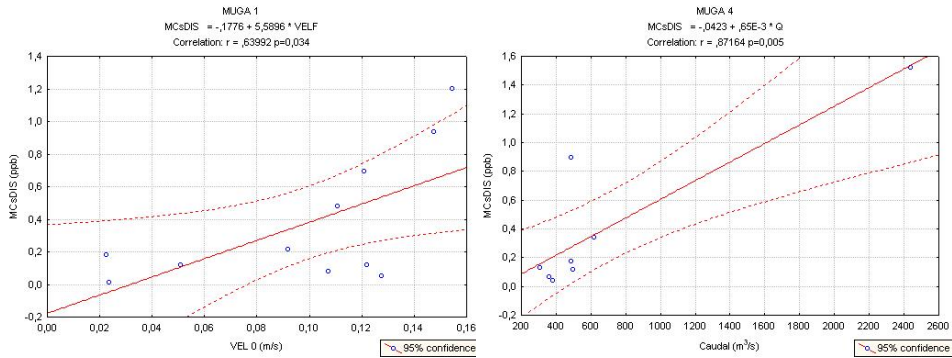 MUGA 1
MCsDIS = -,1776 + 5,5896 * VELF
Correlation: r = ,63992 p=0,034
MCsDIS (ppb)
1,4
1,2
1,0
0,8
0,6
0,4
0,2
0,0
-0,2
0,00 0,02 0,04 0,06 0,08 0,10 0,12 0,14 0,16
VEL 0 (m/s)
95% confidence
MUGA 4
MCsDIS = -,0423 + ,65E-3 * Q
Correlation: r = ,87164 p=0,005
MCsDIS (ppb)
1,6
1,4
1,2
1,0
0,8
0,6
0,4
0,2
0,0
-0,2
200 400 600 800 1000 1200 1400 1600 1800 2000 2200 2400 2600
Caudal (m³/s)
95% confidence